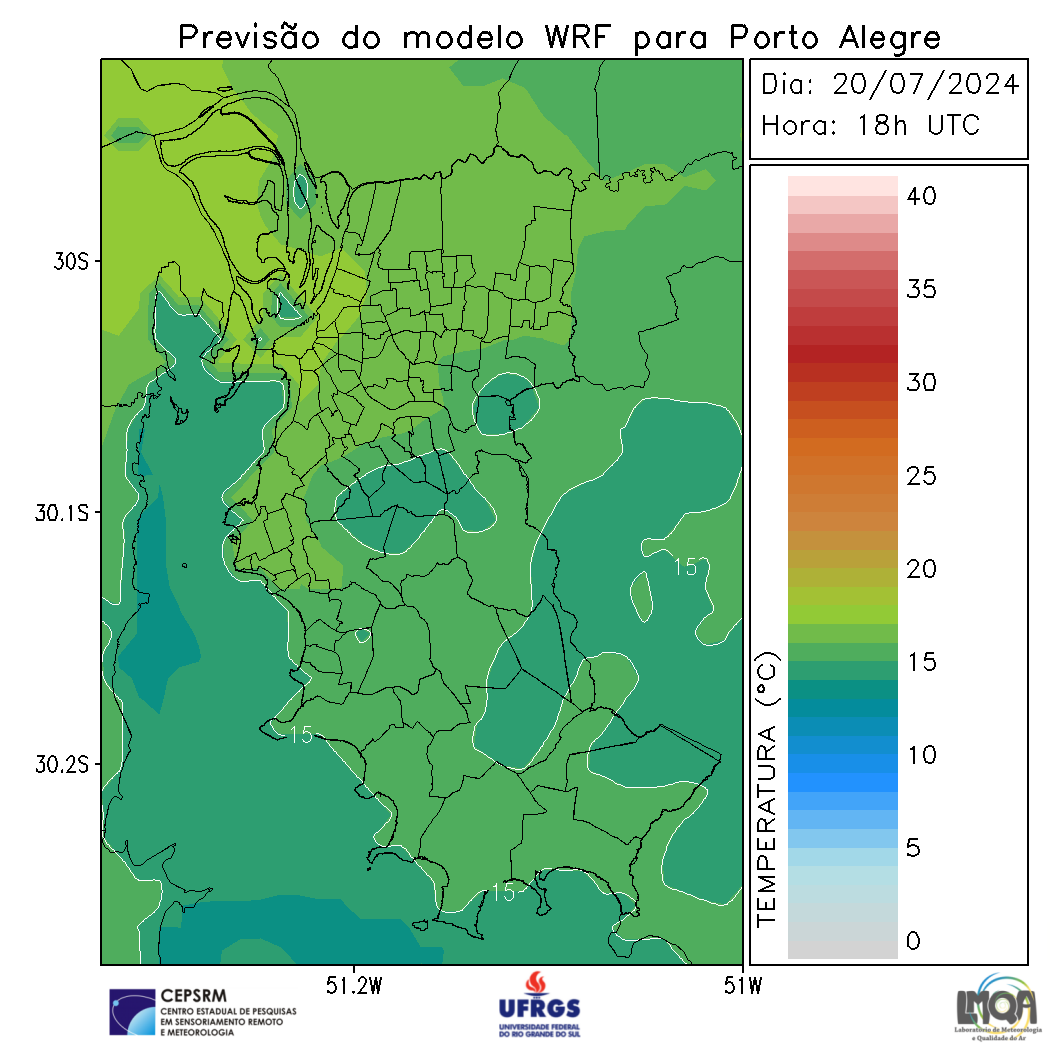 Previsão do modelo WRF para Porto Alegre
Dia: 20/07/2024
Hora: 18h UTC
40
35
30
25
20
15
10
5
0
TEMPERATURA (°C)
30S
30.1S
30.2S
51.2W
51W
15
15
15
CEPSRM
CENTRO ESTADUAL DE PESQUISAS
EM SENSORIAMENTO REMOTO
E METEOROLOGIA
UFRGS
UNIVERSIDADE FEDERAL
DO RIO GRANDE DO SUL
LMQA
Laboratório de Meteorologia
e Qualidade do Ar